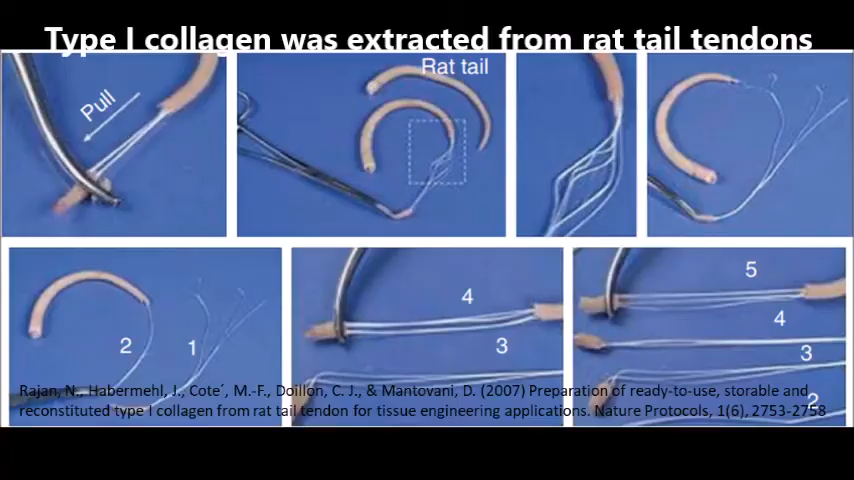 Type I collagen was extracted from rat tail tendons
Pull
Rat tail
2
1
4
3
5
4
3
2
Rajan, N., Habermehl, J., Cote´, M.-F., Doillon, C. J., & Mantovani, D. (2007) Preparation of ready-to-use, storable and
reconstituted type I collagen from rat tail tendon for tissue engineering applications. Nature Protocols, 1(6), 2753-2758